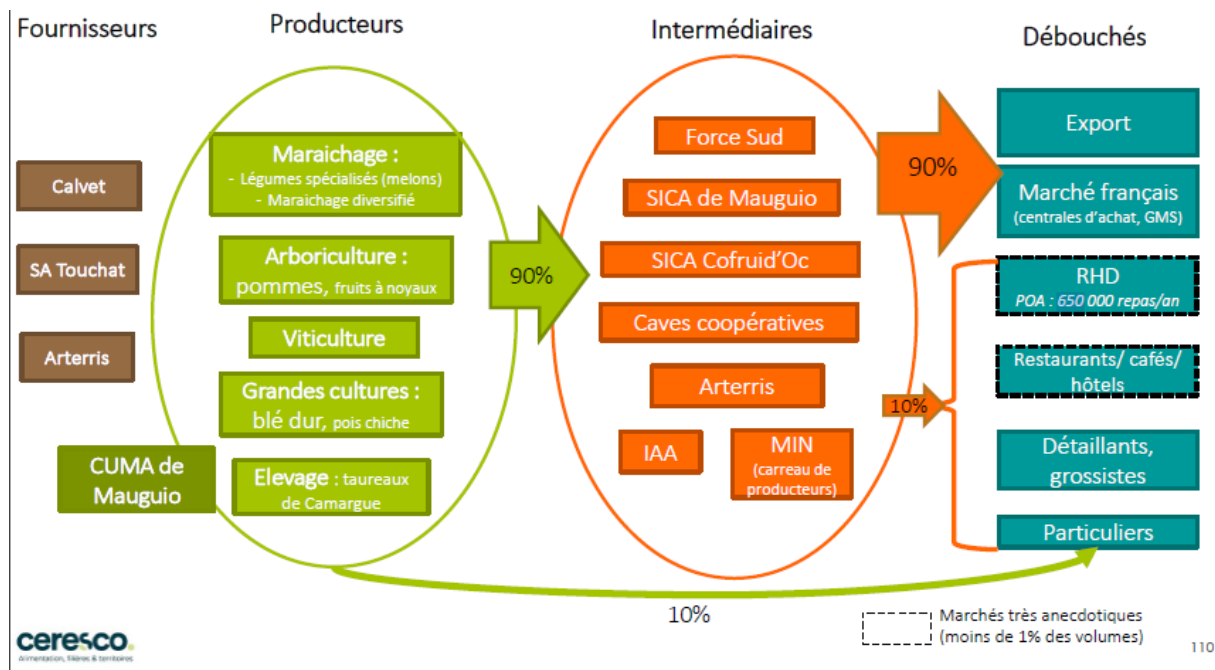 Fournisseurs
Producteurs
Intermédiaires
Débouchés
Calvet
SA Touchat
Arterris
CUMA de
Mauguio
Maraichage :
- Légumes spécialisés (melons)
- Maraichage diversifié
Arboriculture :
pommes, fruits à noyaux
Viticulture
Grandes cultures :
blé dur, pois chiche
Elevage : taureaux
de Camargue
90%
Force Sud
SICA de Mauguio
SICA Cofruid'Oc
Caves coopératives
Arterris
IAA
MIN
(carreau de
producteurs)
90%
10%
Export
Marché français
(centrales d'achat, GMS)
RHD
POA : 650 000 repas/an
Restaurants/ cafés/
hôtels
Détaillants,
grossistes
Particuliers
10%
Marchés très anecdotiques
(moins de 1% des volumes)
ceresco.
Alimentation, filières & territoires
110